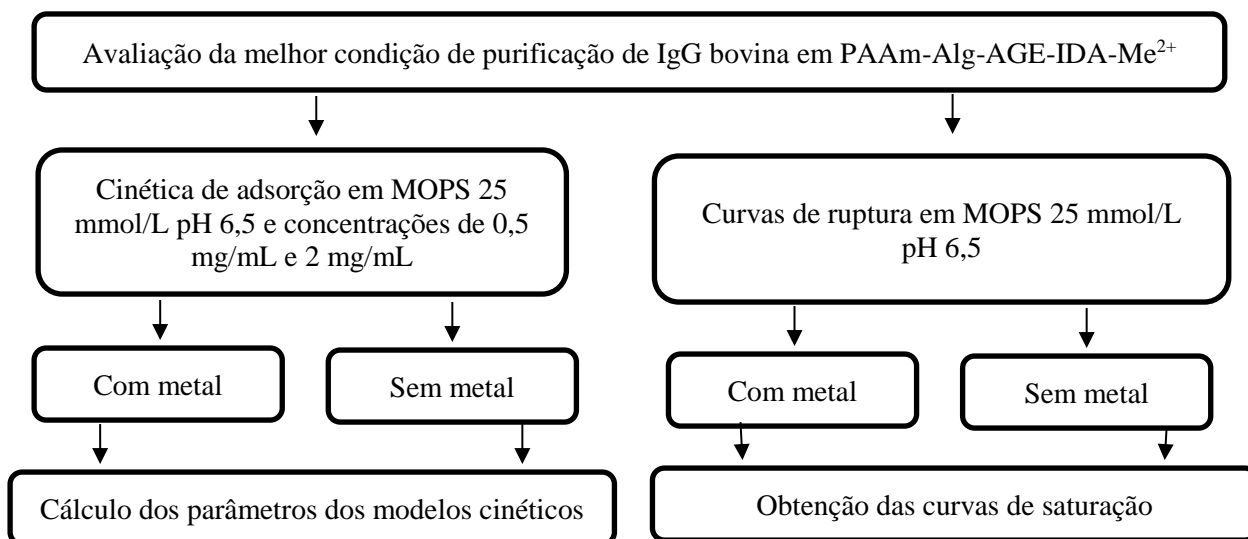 Avaliação da melhor condição de purificação de IgG bovina em PAAm-Alg-AGE-IDA-Me²⁺
Cinética de adsorção em MOPS 25
mmol/L pH 6,5 e concentrações de 0,5
mg/mL e 2 mg/mL
Curvas de ruptura em MOPS 25 mmol/L
pH 6,5
Com metal
Sem metal
Com metal
Sem metal
Cálculo dos parâmetros dos modelos cinéticos
Obtenção das curvas de saturação